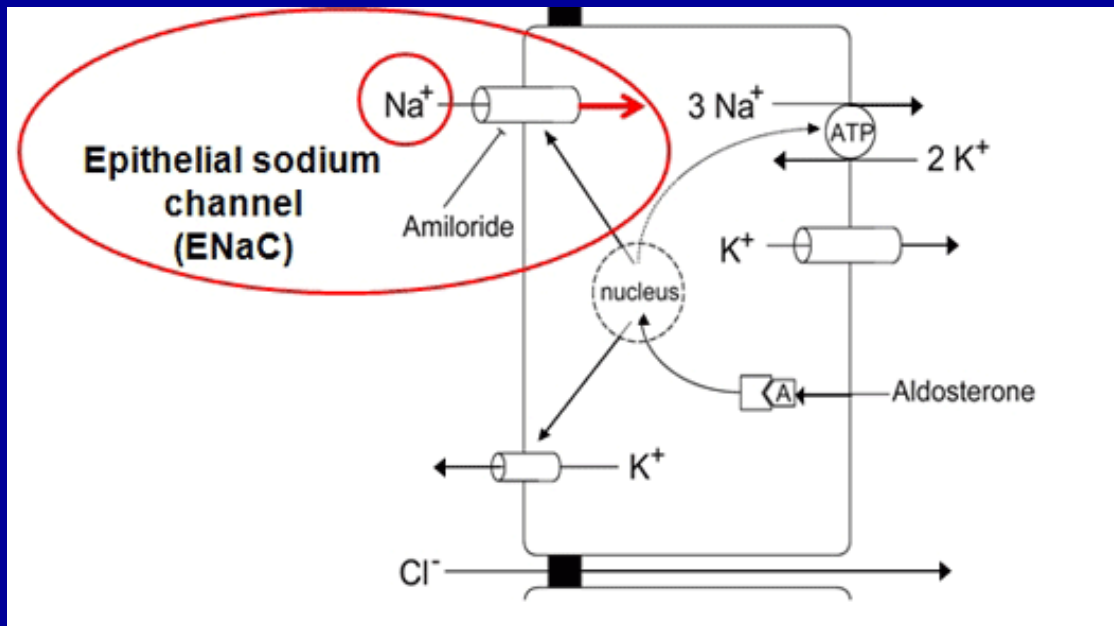 Na+
Epithelial sodium
channel
(ENaC)
Amiloride
3 Na+
ATP
2 K+
K+
nucleus
A
Aldosterone
K+
Cl-